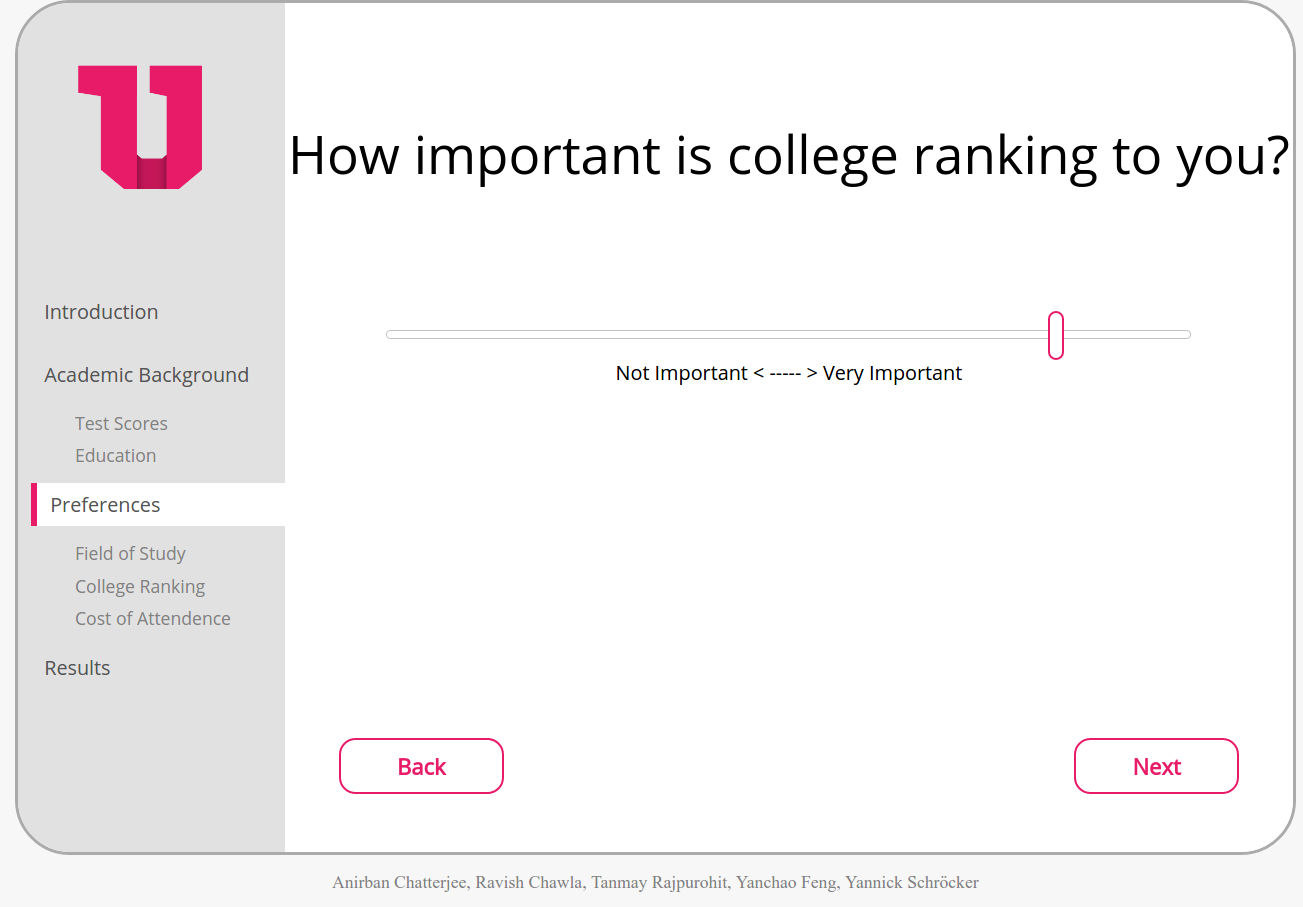 How important is college ranking to you?
Introduction
Academic Background
Test Scores
Education
Preferences
Field of Study
College Ranking
Cost of Attendence
Results
Not Important < ----- > Very Important
Back
Next
Anirban Chatterjee, Ravish Chawla, Tanmay Rajpurohit, Yanchao Feng, Yannick Schröcker